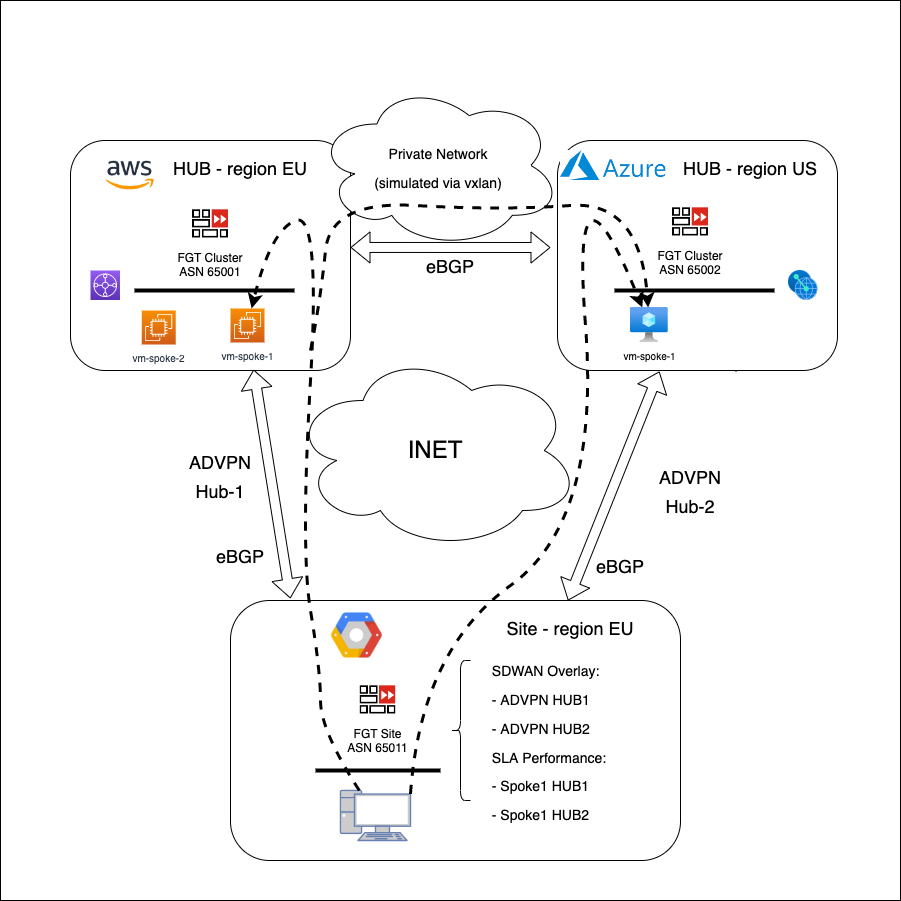 Private Network
(simulated via vxlan)
aws
HUB - region EU
FGT Cluster
ASN 65001
vm-spoke-2
vm-spoke-1
eBGP
Azure
HUB - region US
FGT Cluster
ASN 65002
vm-spoke-1
INET
ADVPN
Hub-1
eBGP
ADVPN
Hub-2
eBGP
Site - region EU
FGT Site
ASN 65011
SDWAN Overlay:
- ADVPN HUB1
- ADVPN HUB2
SLA Performance:
- Spoke1 HUB1
- Spoke1 HUB2